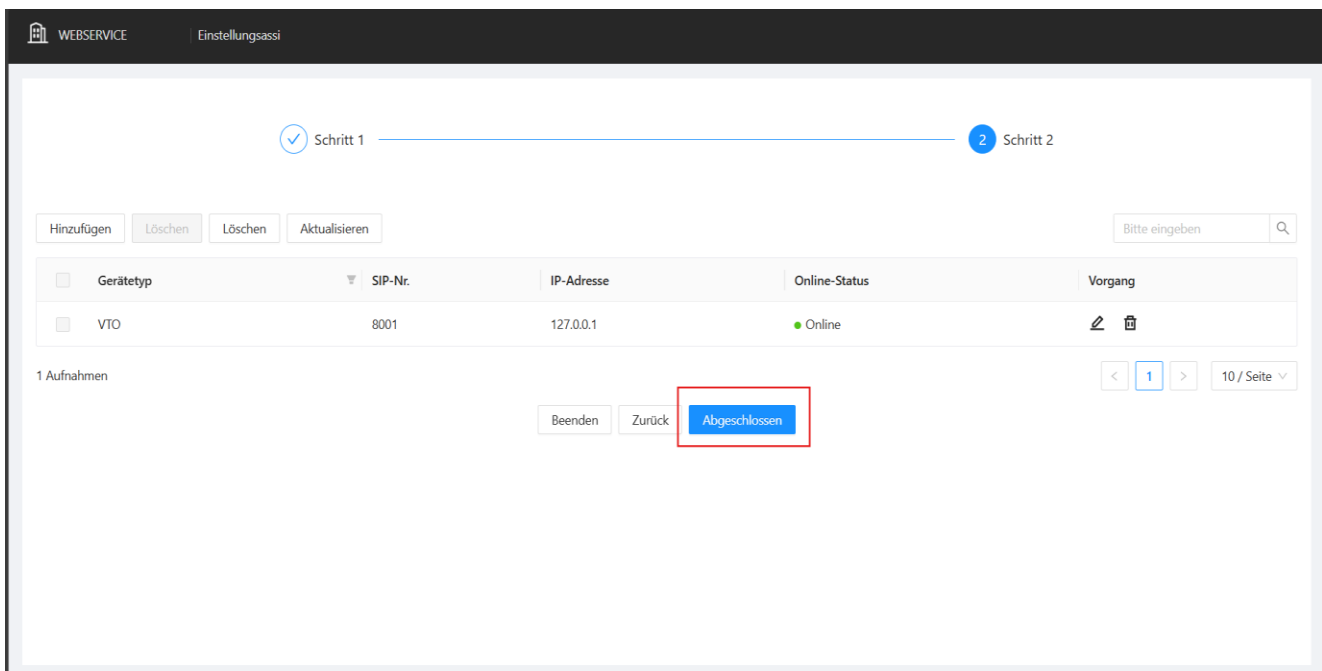 WEBSERVICE Einstellungsassi
Schritt 1 2 Schritt 2
Hinzufügen Löschen Löschen Aktualisieren Bitte eingeben
Gerätetyp SIP-Nr. IP-Adresse Online-Status Vorgang
VTO 8001 127.0.0.1 Online
1 Aufnahmen < 1 > 10 / Seite
Beenden Zurück Abgeschlossen